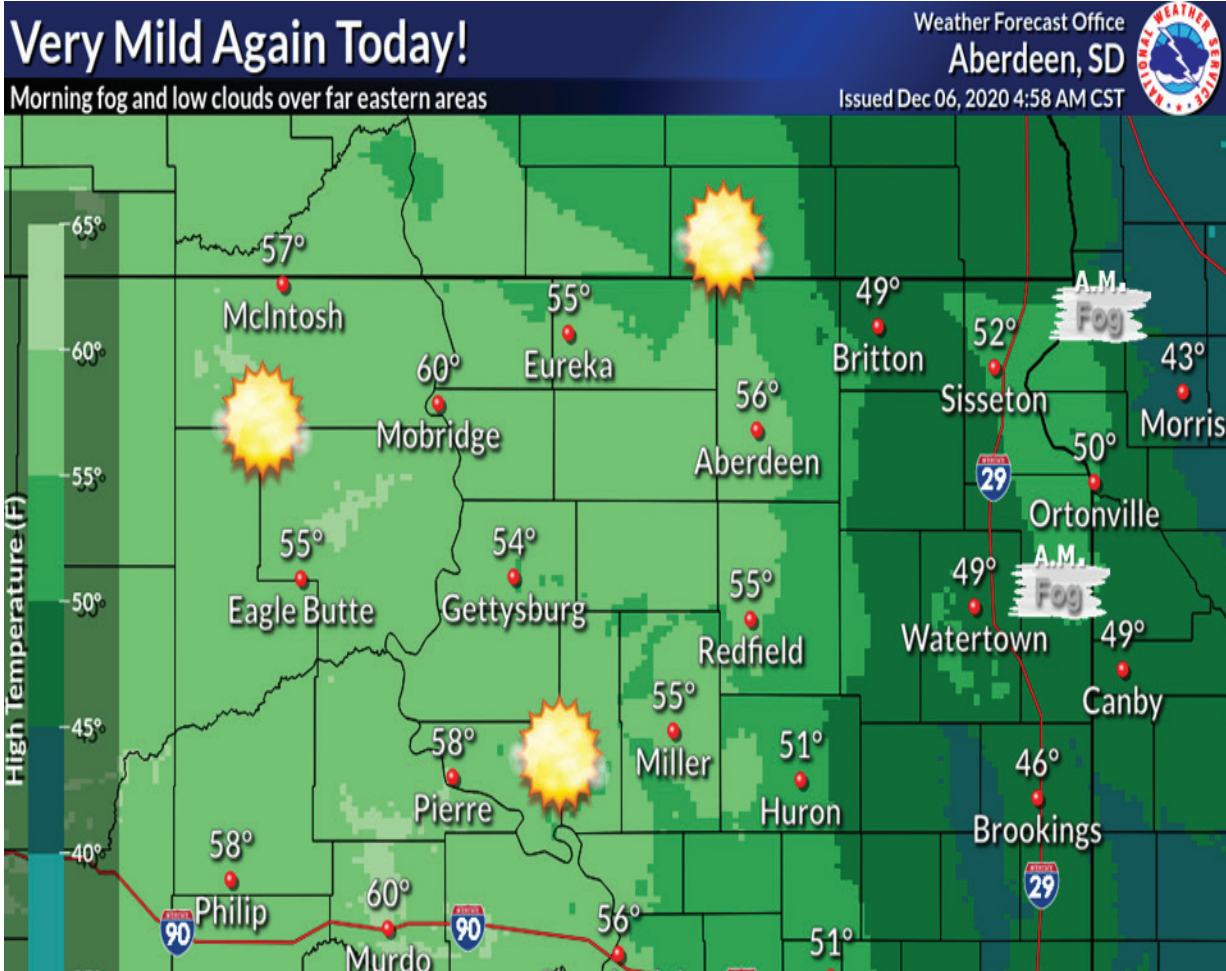 Very Mild Again Today!
Morning fog and low clouds over far eastern areas
Weather Forecast Office
Aberdeen, SD
Issued Dec 06, 2020 4:58 AM CST
NATIONAL WEATHER SERVICE
High Temperature (F)
65°
60°
55°
50°
45°
40°
57°
McIntosh
55°
Eureka
49°
Britton
A.M.
Fog
52°
Sisseton
43°
Morris
60°
Mobridge
56°
Aberdeen
29
50°
Ortonville
55°
Eagle Butte
54°
Gettysburg
55°
Redfield
49°
Watertown
A.M.
Fog
49°
Canby
58°
Pierre
55°
Miller
51°
Huron
46°
Brookings
58°
Philip
60°
Murdo
90
90
56°
51°
29